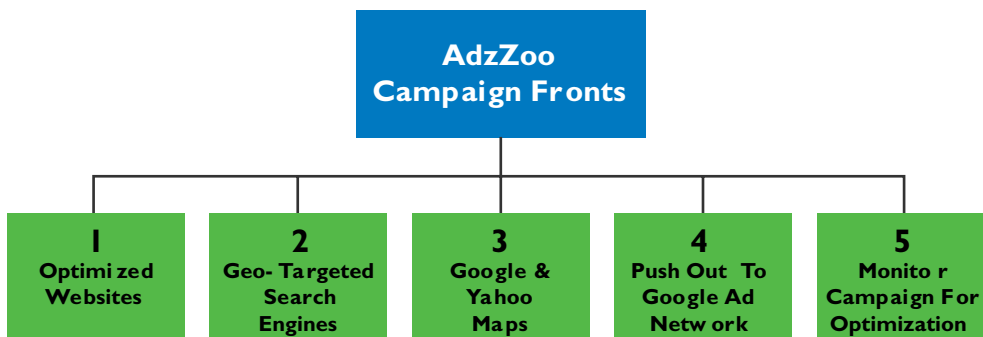 AdzZoo
Campaign Fronts
1
Optimized
Websites
2
Geo-Targeted
Search
Engines
3
Google &
Yahoo
Maps
4
Push Out To
Google Ad
Network
5
Monitor
Campaign For
Optimization